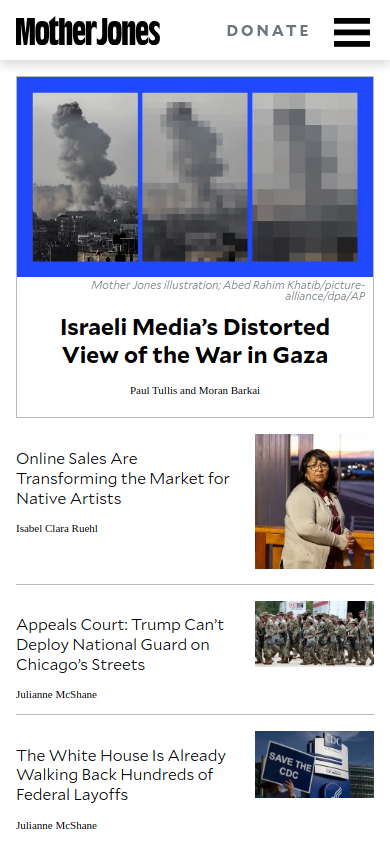 Mother Jones
DONATE
Mother Jones illustration; Abed Rahim Khatib/picture-
alliance/dpa/AP
Israeli Media’s Distorted
View of the War in Gaza
Paul Tullis and Moran Barkai
Online Sales Are
Transforming the Market for
Native Artists
Isabel Clara Ruehl
Appeals Court: Trump Can’t
Deploy National Guard on
Chicago’s Streets
Julianne McShane
The White House Is Already
Walking Back Hundreds of
Federal Layoffs
Julianne McShane
CDC
SAVE THE
CDC